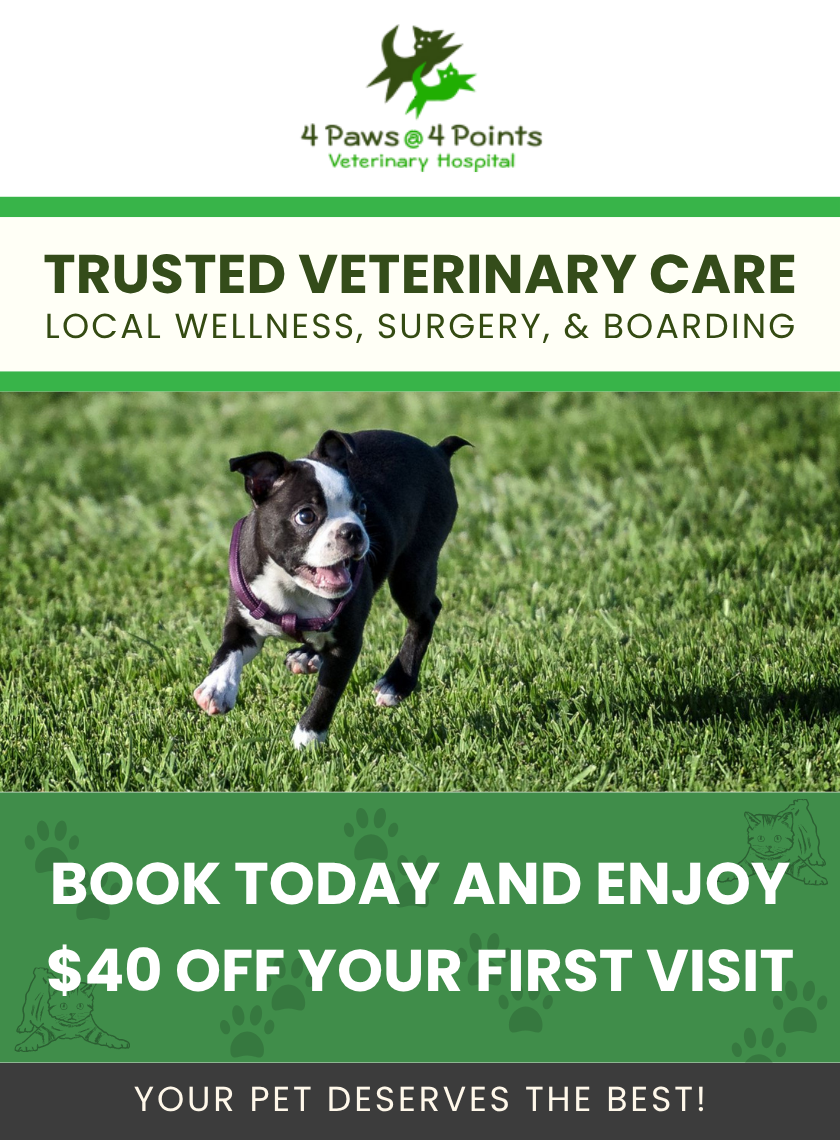 4 Paws @ 4 Points
Veterinary Hospital
TRUSTED VETERINARY CARE
LOCAL WELLNESS, SURGERY, & BOARDING
BOOK TODAY AND ENJOY
$40 OFF YOUR FIRST VISIT
YOUR PET DESERVES THE BEST!